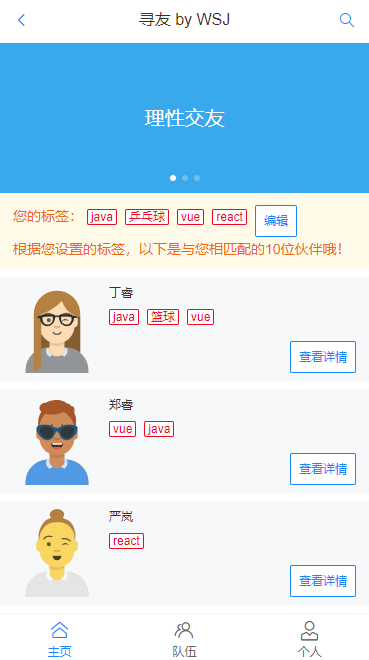 寻友 by WSJ
理性交友
您的标签： java 乒乓球 vue react 编辑
根据您设置的标签，以下是与您相匹配的10位伙伴哦！
丁睿
java 篮球 vue
查看详情
郑睿
vue java
查看详情
严岚
react
查看详情
主页 队伍 个人